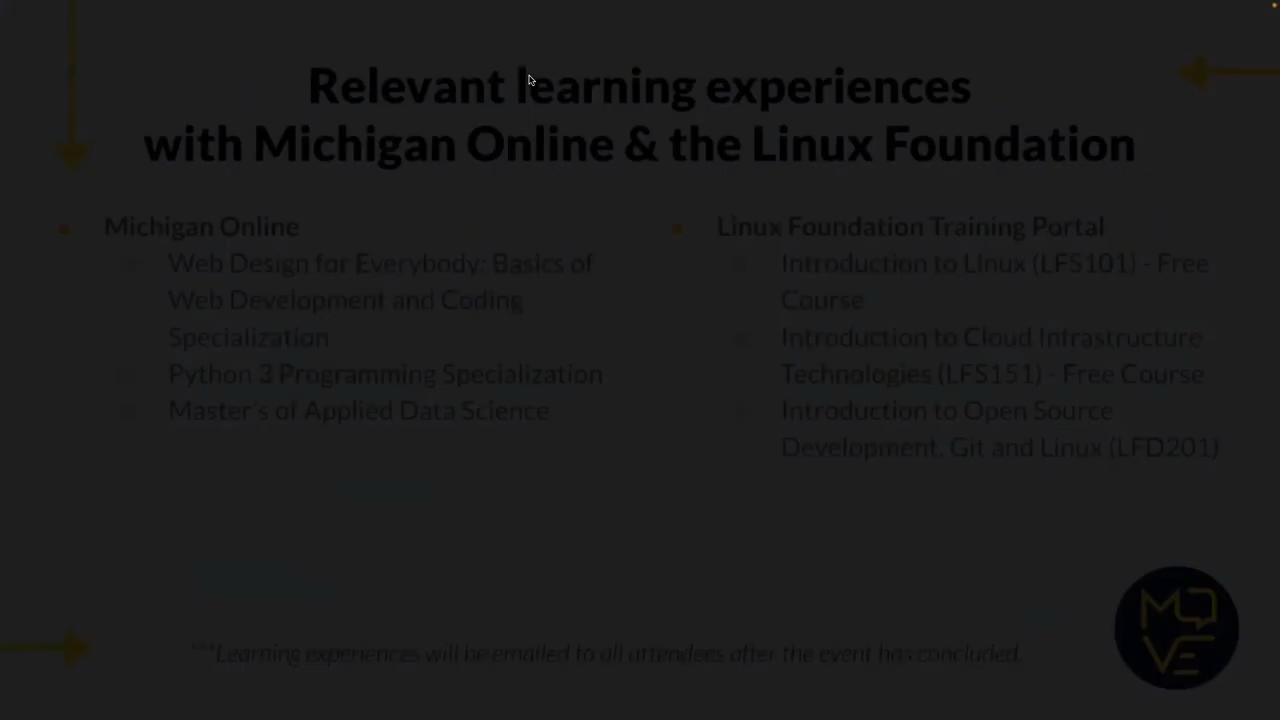 Relevant learning experiences
with Michigan Online & the Linux Foundation
Michigan Online
Web Design for Everybody: Basics of
Web Development and Coding
Specialization
Python 3 Programming Specialization
Master's of Applied Data Science
Linux Foundation Training Portal
Introduction to Linux (LFS101) - Free
Course
Introduction to Cloud Infrastructure
Technologies (LFS151) - Free Course
Introduction to Open Source
Development, Git and Linux (LFD201)
***Learning experiences will be emailed to all attendees after the event has concluded.
MOVE